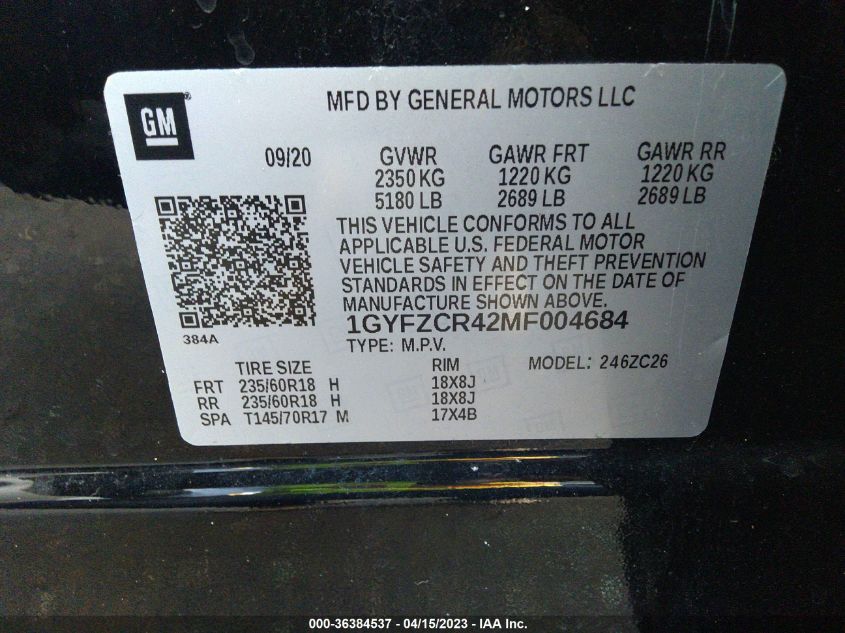 GM ®
MFD BY GENERAL MOTORS LLC
09/20 GVWR GAWR FRT GAWR RR
2350 KG 1220 KG 1220 KG
5180 LB 2689 LB 2689 LB
THIS VEHICLE CONFORMS TO ALL
APPLICABLE U.S. FEDERAL MOTOR
VEHICLE SAFETY AND THEFT PREVENTION
STANDARDS IN EFFECT ON THE DATE OF
MANUFACTURE SHOWN ABOVE.
1GYFZCR42MF004684
384A
TYPE: M.P.V.
TIRE SIZE RIM MODEL: 246ZC26
FRT 235/60R18 H 18X8J
RR 235/60R18 H 18X8J
SPA T145/70R17 M 17X4B
000-36384537 - 04/15/2023 - IAA Inc.